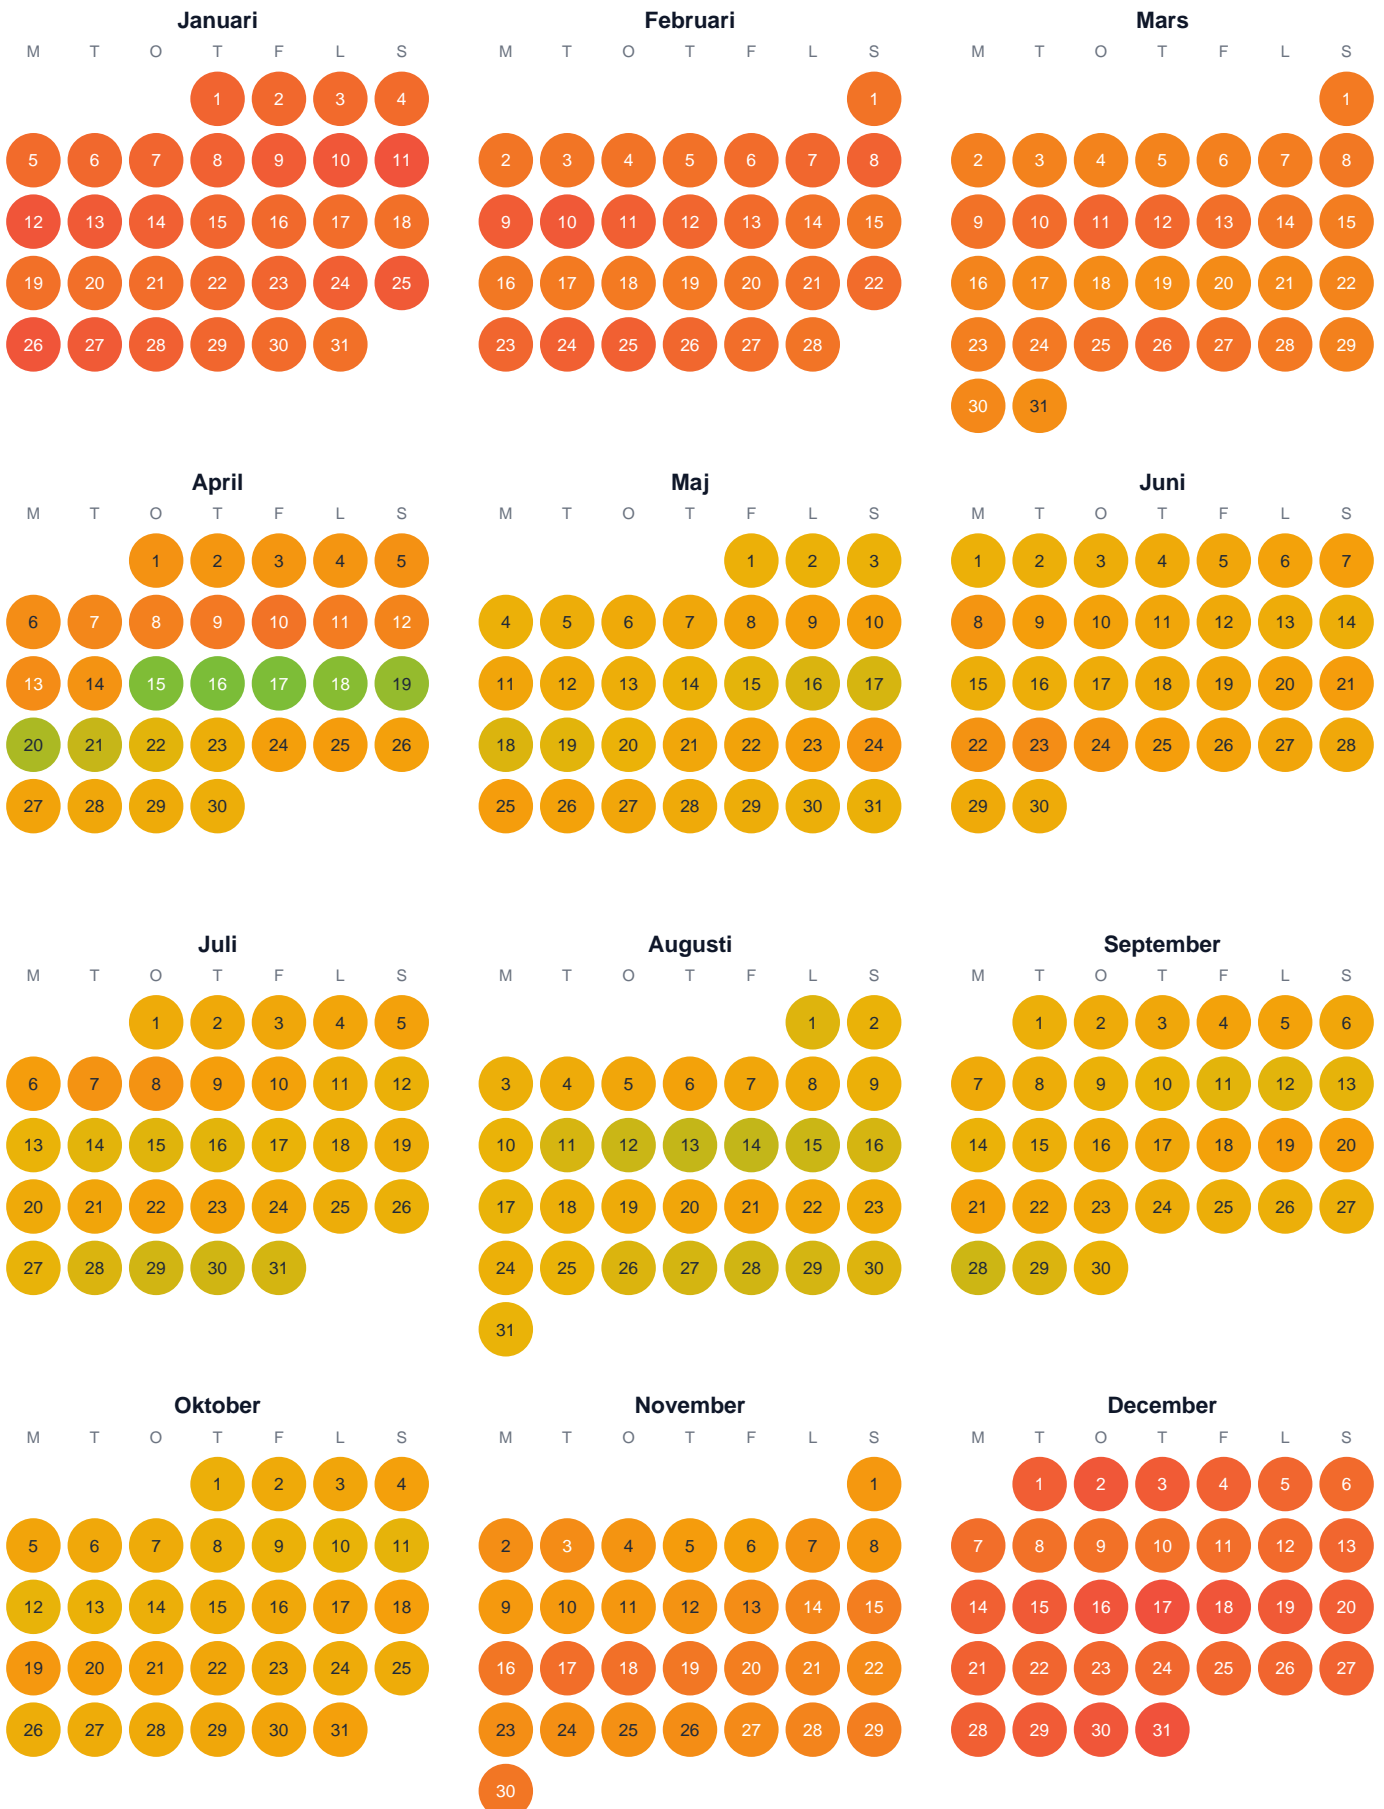 Januari Februari Mars
M T O T F L S M T O T F L S M T O T F L S
1 2 3 4 1 1
5 6 7 8 9 10 11 2 3 4 5 6 7 8 2 3 4 5 6 7 8
12 13 14 15 16 17 18 9 10 11 12 13 14 15 9 10 11 12 13 14 15
19 20 21 22 23 24 25 16 17 18 19 20 21 22 16 17 18 19 20 21 22
26 27 28 29 30 31 23 24 25 26 27 28 23 24 25 26 27 28 29
30 31
April Maj Juni
M T O T F L S M T O T F L S M T O T F L S
1 2 3 4 5 1 2 3 1 2 3 4 5 6 7
6 7 8 9 10 11 12 4 5 6 7 8 9 10 8 9 10 11 12 13 14
13 14 15 16 17 18 19 11 12 13 14 15 16 17 15 16 17 18 19 20 21
20 21 22 23 24 25 26 18 19 20 21 22 23 24 22 23 24 25 26 27 28
27 28 29 30 25 26 27 28 29 30 31 29 30
Juli Augusti September
M T O T F L S M T O T F L S M T O T F L S
1 2 3 4 5 1 2 1 2 3 4 5 6
6 7 8 9 10 11 12 3 4 5 6 7 8 9 7 8 9 10 11 12 13
13 14 15 16 17 18 19 10 11 12 13 14 15 16 14 15 16 17 18 19 20
20 21 22 23 24 25 26 17 18 19 20 21 22 23 21 22 23 24 25 26 27
27 28 29 30 31 24 25 26 27 28 29 30 28 29 30
31
Oktober November December
M T O T F L S M T O T F L S M T O T F L S
1 2 3 4 1 1 2 3 4 5 6
5 6 7 8 9 10 11 2 3 4 5 6 7 8 7 8 9 10 11 12 13
12 13 14 15 16 17 18 9 10 11 12 13 14 15 14 15 16 17 18 19 20
19 20 21 22 23 24 25 16 17 18 19 20 21 22 21 22 23 24 25 26 27
26 27 28 29 30 31 23 24 25 26 27 28 29 28 29 30 31
30